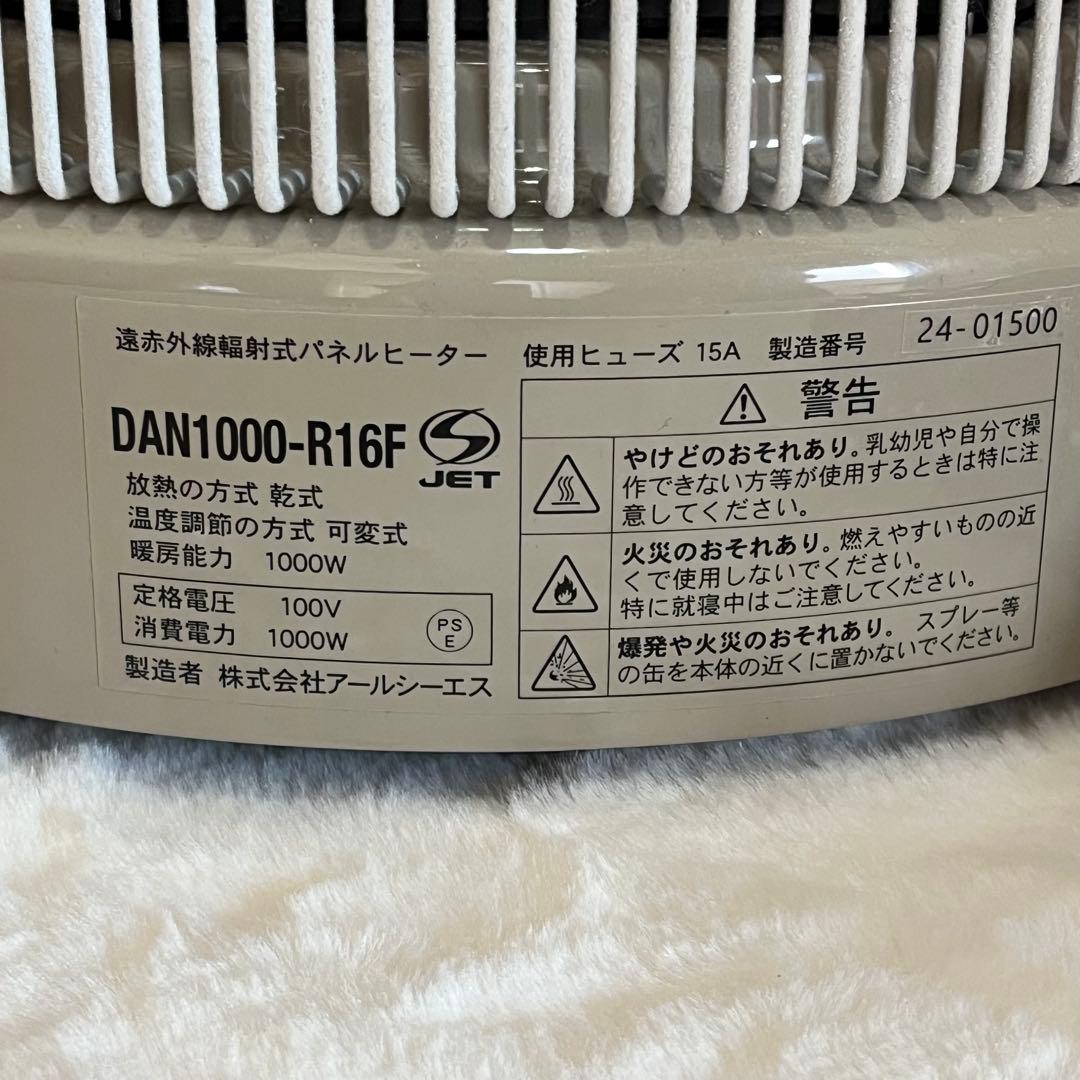 遠赤外線輻射式パネルヒーター
DAN1000-R16F
JET
放熱の方式 乾式
温度調節の方式 可変式
暖房能力 1000W
定格電圧 100V
消費電力 1000W
PS
E
製造者 株式会社アールシーエス
使用ヒューズ 15A 製造番号 24-01500
警告
やけどのおそれあり。乳幼児や自分で操
作できない方等が使用するときは特に注
意してください。
火災のおそれあり。燃えやすいものの近
くで使用しないでください。
特に就寝中はご注意してください。
爆発や火災のおそれあり。 スプレー等
の缶を本体の近くに置かないでください。